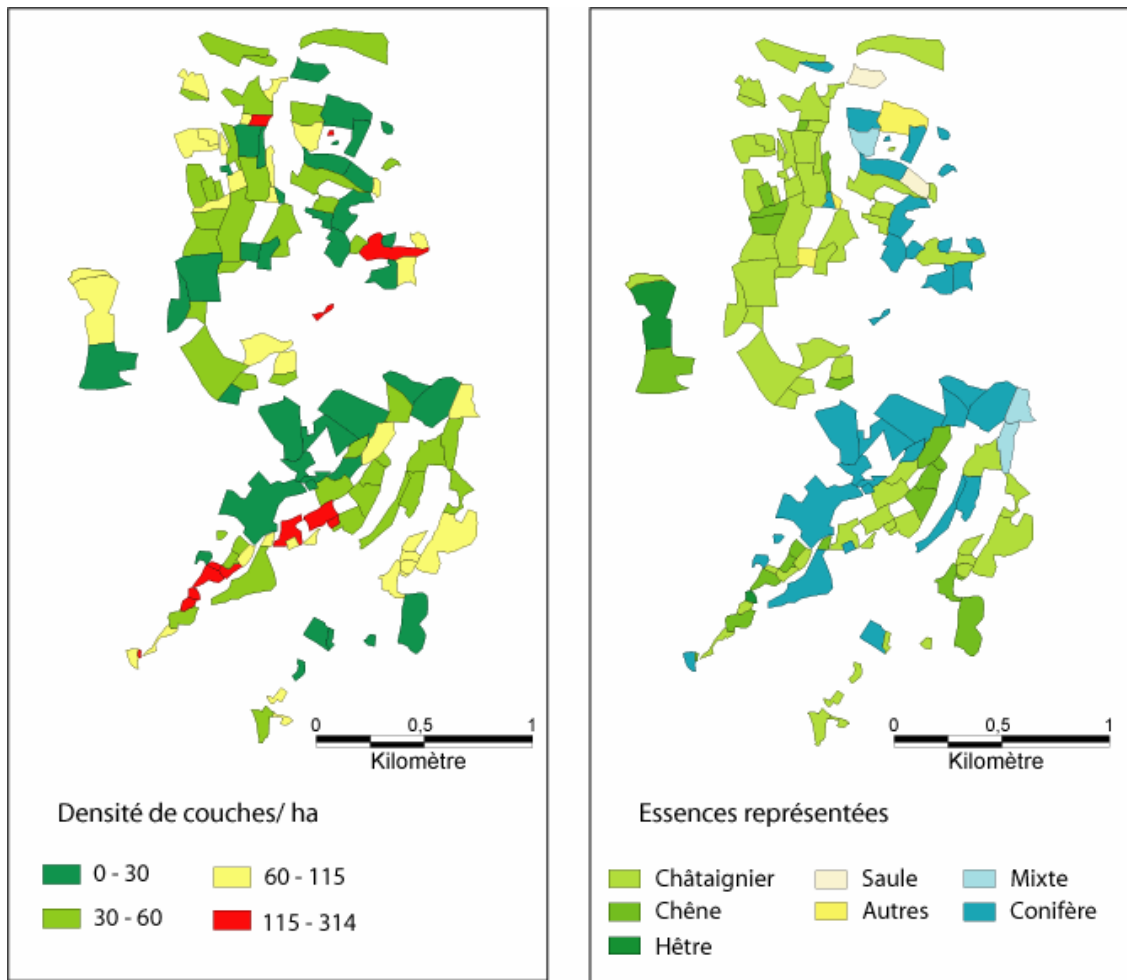 0 0,5 1
Kilomètre
Densité de couches/ ha
0 - 30
60 - 115
30 - 60
115 - 314
0 0,5 1
Kilomètre
Essences représentées
Châtaignier
Saule
Mixte
Chêne
Autres
Conifère
Hêtre